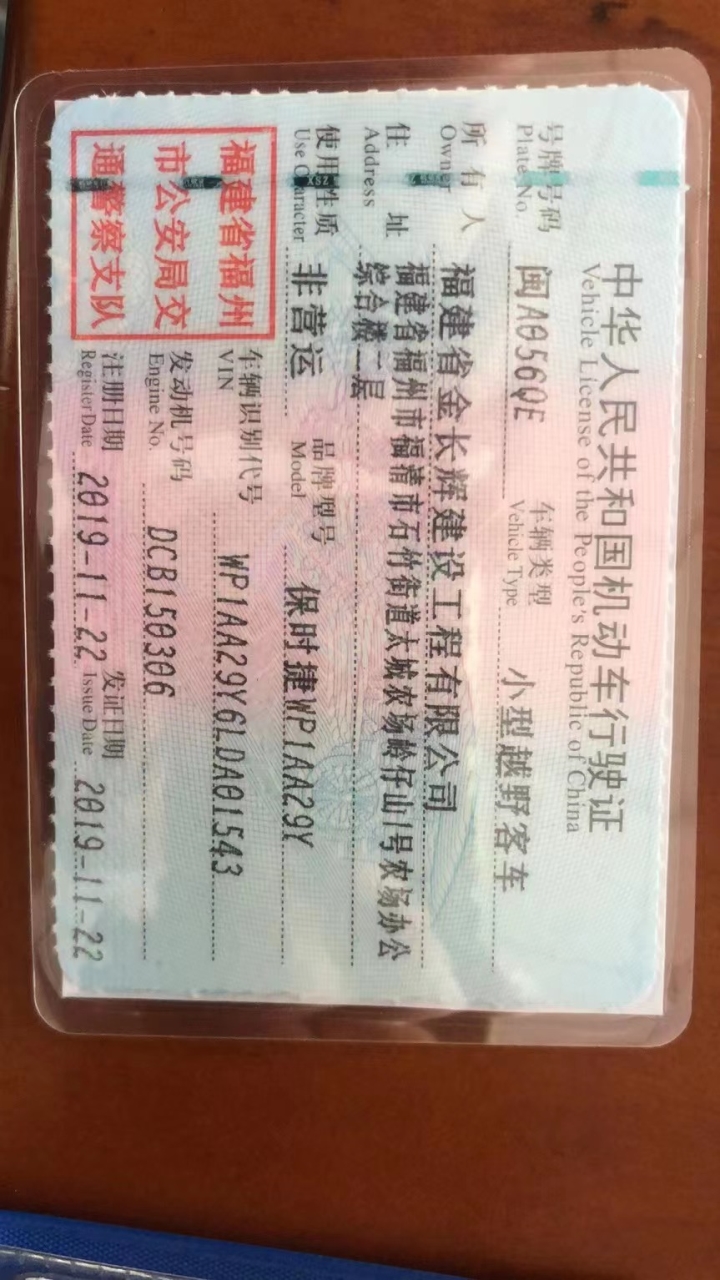 中华人民共和国机动车行驶证
Vehicle License of the People's Republic of China
号牌号码 闽A056QE 车辆类型 小型越野客车
Plate No. Vehicle Type
所有人 福建省金长辉建设工程有限公司
Owner
住址 福建省福州市福清市石竹街道太城农场岭仔山1号农场办公
Address 综合楼二层
使用性质 非营运 品牌型号 保时捷WP1AA29Y
Use Character Model
福建省福州
市公安局交
通警察支队
车辆识别代号 WP1AA29Y6LDA01543
VIN
发动机号码 DCB150306
Engine No.
注册日期 2019-11-22 发证日期 2019-11-22
Register Date Issue Date